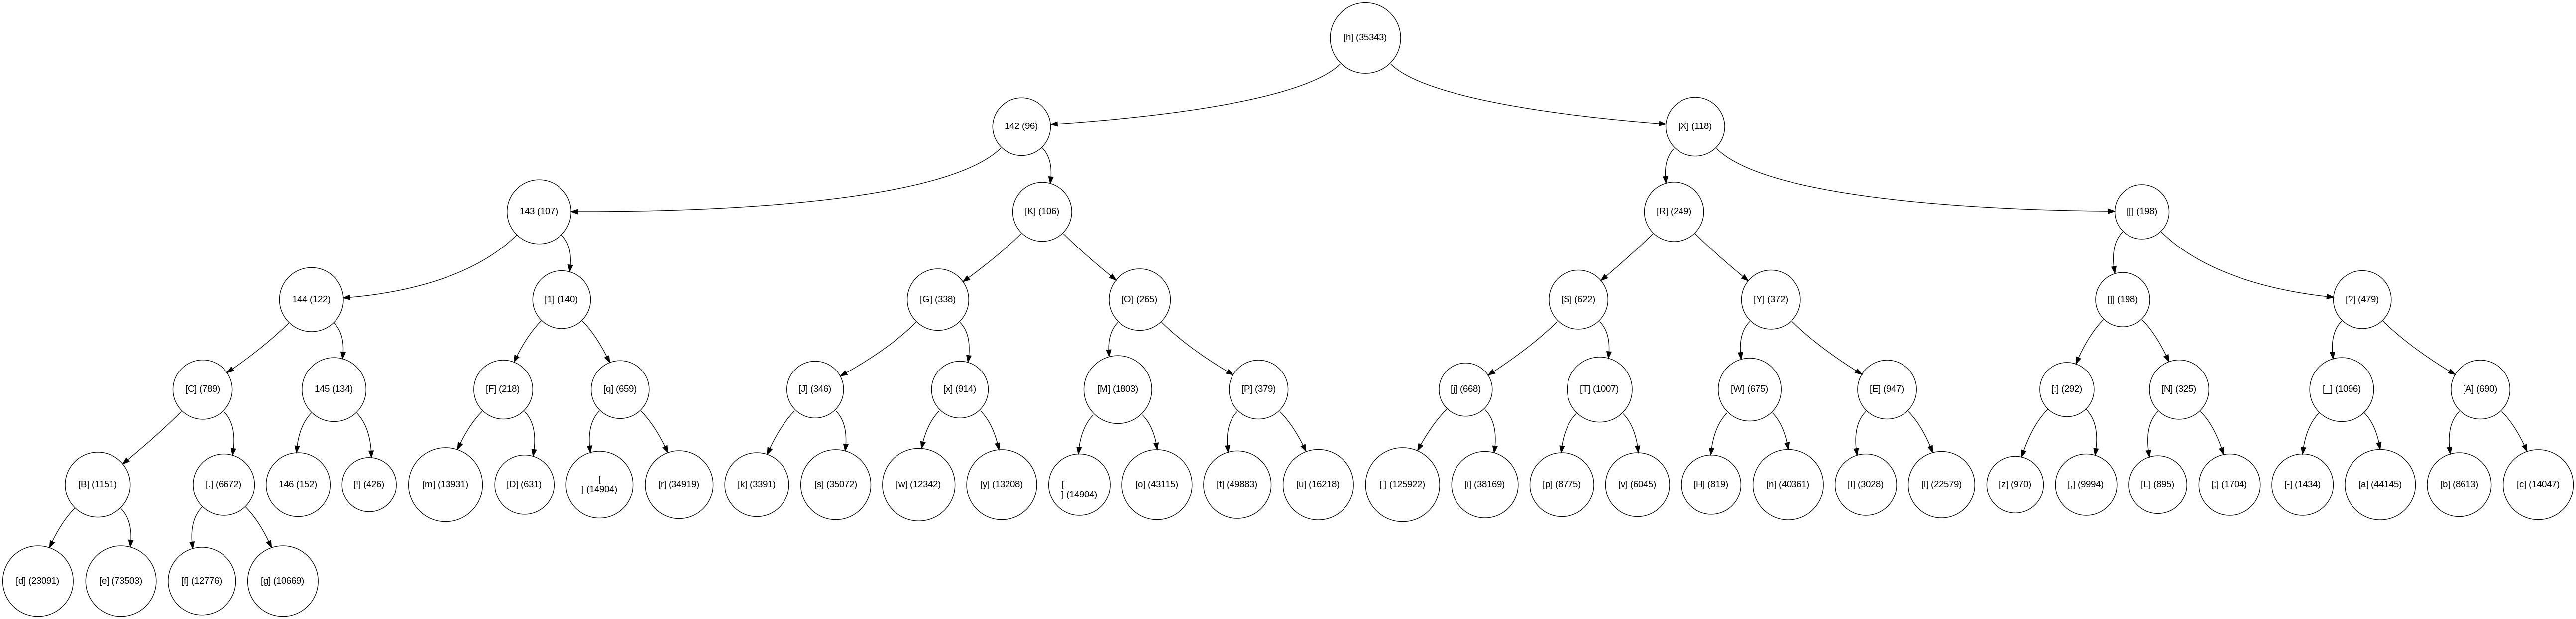 [h] (35343)
142 (96)
[X] (118)
143 (107)
[K] (106)
[R] (249)
[[] (198)
144 (122)
[1] (140)
[G] (338)
[O] (265)
[S] (622)
[Y] (372)
[]] (198)
[?] (479)
[C] (789)
145 (134)
[F] (218)
[q] (659)
[J] (346)
[x] (914)
[M] (1803)
[P] (379)
[j] (668)
[T] (1007)
[W] (675)
[E] (947)
[:] (292)
[N] (325)
[_] (1096)
[A] (690)
[B] (1151)
[.] (6672)
146 (152)
[!] (426)
[m] (13931)
[D] (631)
[
] (14904)
[r] (34919)
[k] (3391)
[s] (35072)
[w] (12342)
[y] (13208)
[
] (14904)
[o] (43115)
[t] (49883)
[u] (16218)
[ ] (125922)
[i] (38169)
[p] (8775)
[v] (6045)
[H] (819)
[n] (40361)
[I] (3028)
[l] (22579)
[z] (970)
[,] (9994)
[L] (895)
[;] (1704)
[-] (1434)
[a] (44145)
[b] (8613)
[c] (14047)
[d] (23091)
[e] (73503)
[f] (12776)
[g] (10669)